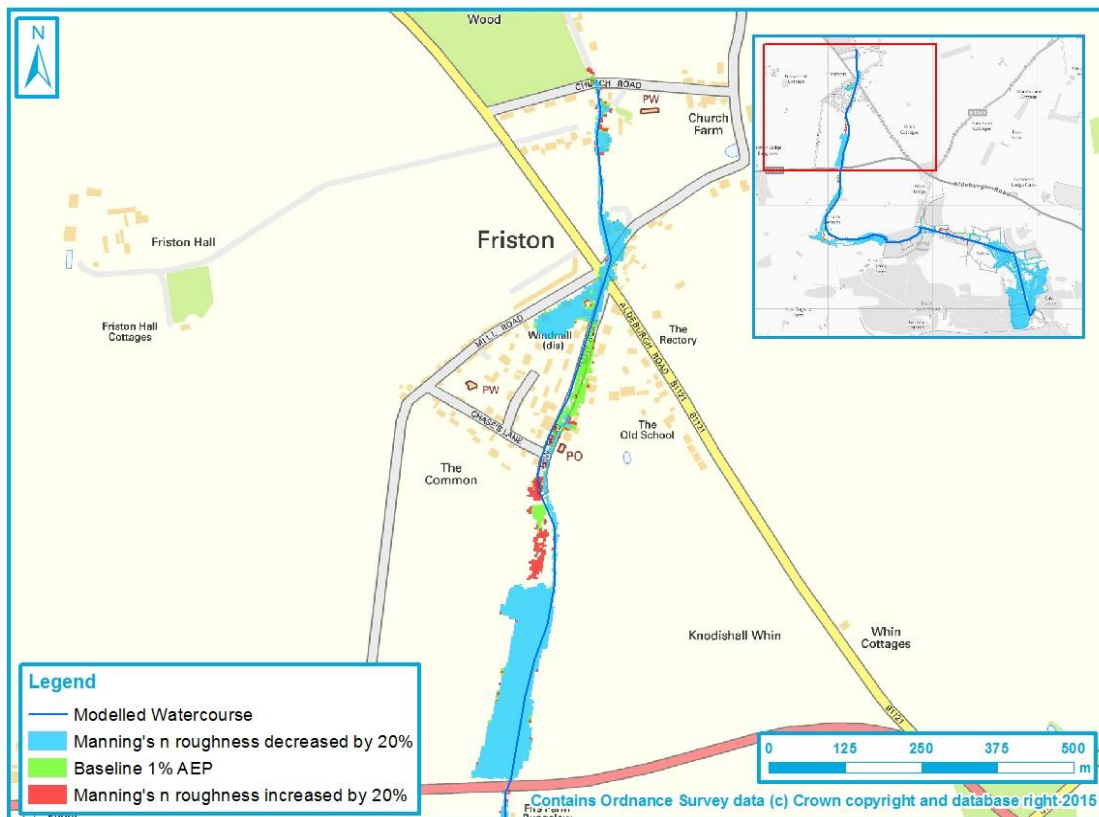 N
Wood
CHURCH ROAD
PW
Church
Farm
Friston Hall
Friston
Friston Hall
Cottages
MILL ROAD
Windmill
(dis)
ALDEBURGH ROAD B1121 B1121
The
Rectory
PW
CHASE'S LANE
The
Old School
PO
The
Common
Knodishall Whin
Whin
Cottages
B1121
Aldeburgh Road
Legend
Modelled Watercourse
Manning's n roughness decreased by 20%
Baseline 1% AEP
Manning's n roughness increased by 20%
0 125 250 375 500
m
Contains Ordnance Survey data (c) Crown copyright and database right 2015